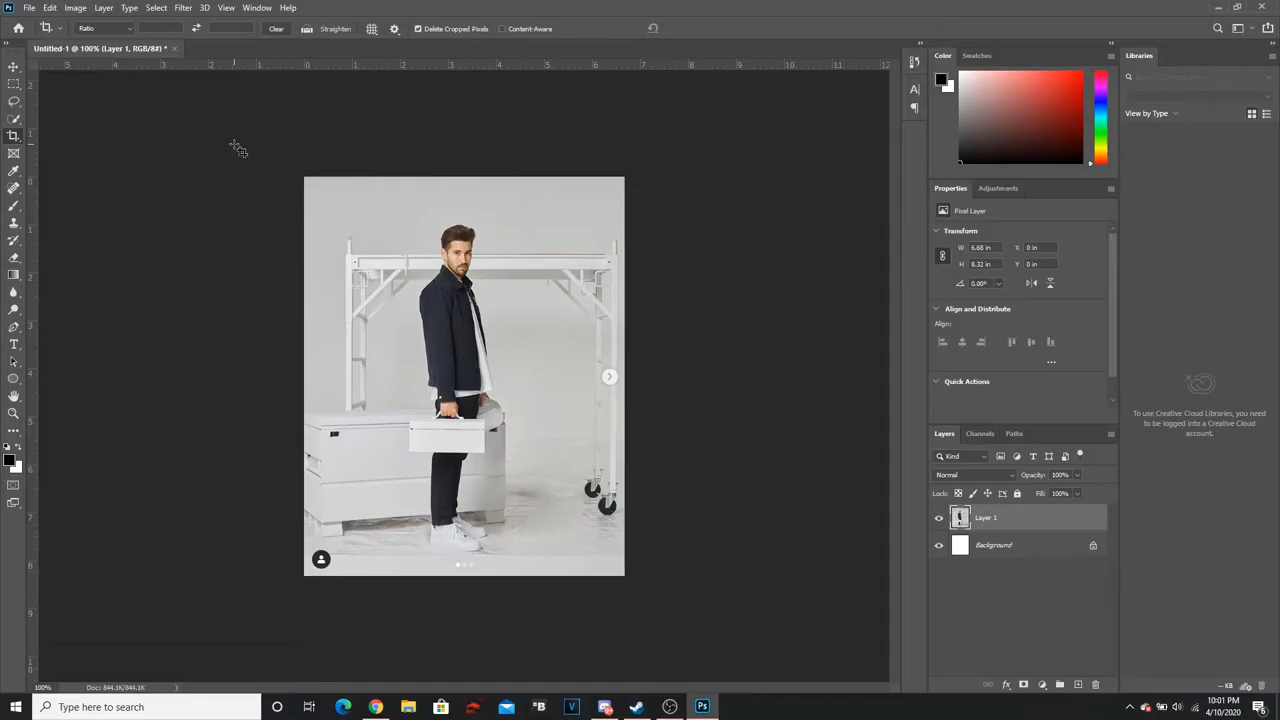 File Edit Image Layer Type Select Filter 3D View Window Help
Ratio Clear Straighten Delete Cropped Pixels Content-Aware
Untitled-1 @ 100% (Layer 1, RGB/8#) *
Color Swatches
Libraries
View by Type
Properties Adjustments
Pixel Layer
Transform
W 6.68 in X 0 in
H 8.32 in Y 0 in
0.00°
Align and Distribute
Align:
Quick Actions
To use Creative Cloud Libraries, you need
to be logged into a Creative Cloud
account.
Layers Channels Paths
Kind
Normal Opacity: 100%
Lock: Fill: 100%
Layer 1
Background
100% Doc: 844.1K/844.1K
-- KB
Type here to search
10:01 PM
4/10/2020